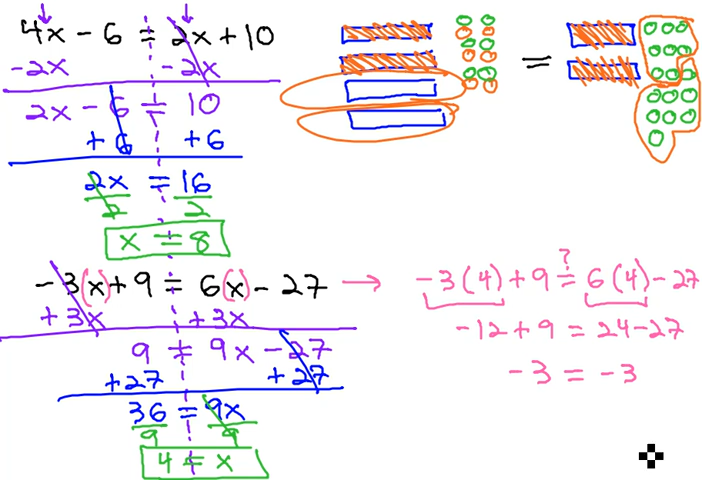 4x - 6 = 2x + 10
-2x -2x
2x - 6 = 10
+ 6 + 6
2x = 16
2 2
x = 8
=
-3(x) + 9 = 6(x) - 27 →
+ 3x + 3x
9 = 9x - 27
+27 + 27
36 = 9x
9 9
4 = x
?
-3(4) + 9 = 6(4) - 27
-12 + 9 = 24 - 27
-3 = -3